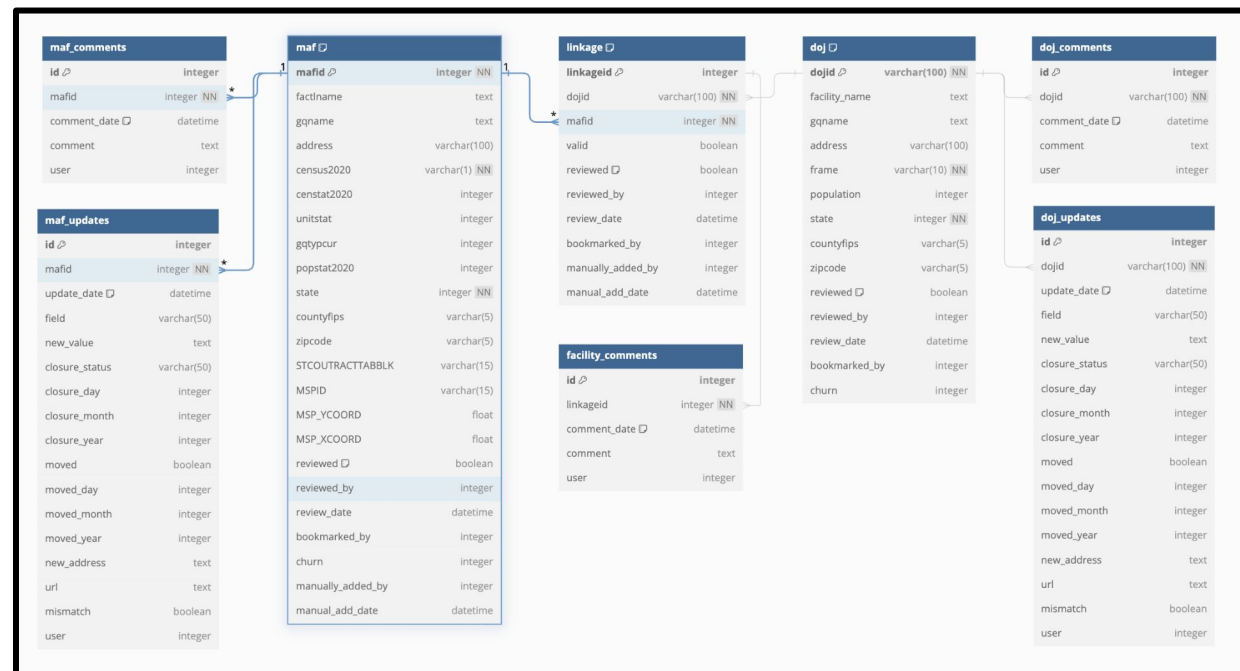 maf_comments
id integer
mafid integer NN
comment_date datetime
comment text
user integer
maf_updates
id integer
mafid integer NN
update_date datetime
field varchar(50)
new_value text
closure_status varchar(50)
closure_day integer
closure_month integer
closure_year integer
moved boolean
moved_day integer
moved_month integer
moved_year integer
new_address text
url text
mismatch boolean
user integer
* 
*
1
maf
mafid integer NN
factlname text
gqname text
address varchar(100)
census2020 varchar(1) NN
censtat2020 integer
unitstat integer
gqtypcur integer
popstat2020 integer
state integer NN
countyfips varchar(5)
zipcode varchar(5)
STCOUTRACTTABBLK varchar(15)
MSPID varchar(15)
MSP_YCOORD float
MSP_XCOORD float
reviewed boolean
reviewed_by integer
review_date datetime
bookmarked_by integer
churn integer
manually_added_by integer
manual_add_date datetime
1
*
linkage
linkageid integer
dojid varchar(100) NN
mafid integer NN
valid boolean
reviewed boolean
reviewed_by integer
review_date datetime
bookmarked_by integer
manually_added_by integer
manual_add_date datetime
facility_comments
id integer
linkageid integer NN
comment_date datetime
comment text
user integer
doj
dojid varchar(100) NN
facility_name text
gqname text
address varchar(100)
frame varchar(10) NN
population integer
state integer NN
countyfips varchar(5)
zipcode varchar(5)
reviewed boolean
reviewed_by integer
review_date datetime
bookmarked_by integer
churn integer
doj_comments
id integer
dojid varchar(100) NN
comment_date datetime
comment text
user integer
doj_updates
id integer
dojid varchar(100) NN
update_date datetime
field varchar(50)
new_value text
closure_status varchar(50)
closure_day integer
closure_month integer
closure_year integer
moved boolean
moved_day integer
moved_month integer
moved_year integer
new_address text
url text
mismatch boolean
user integer